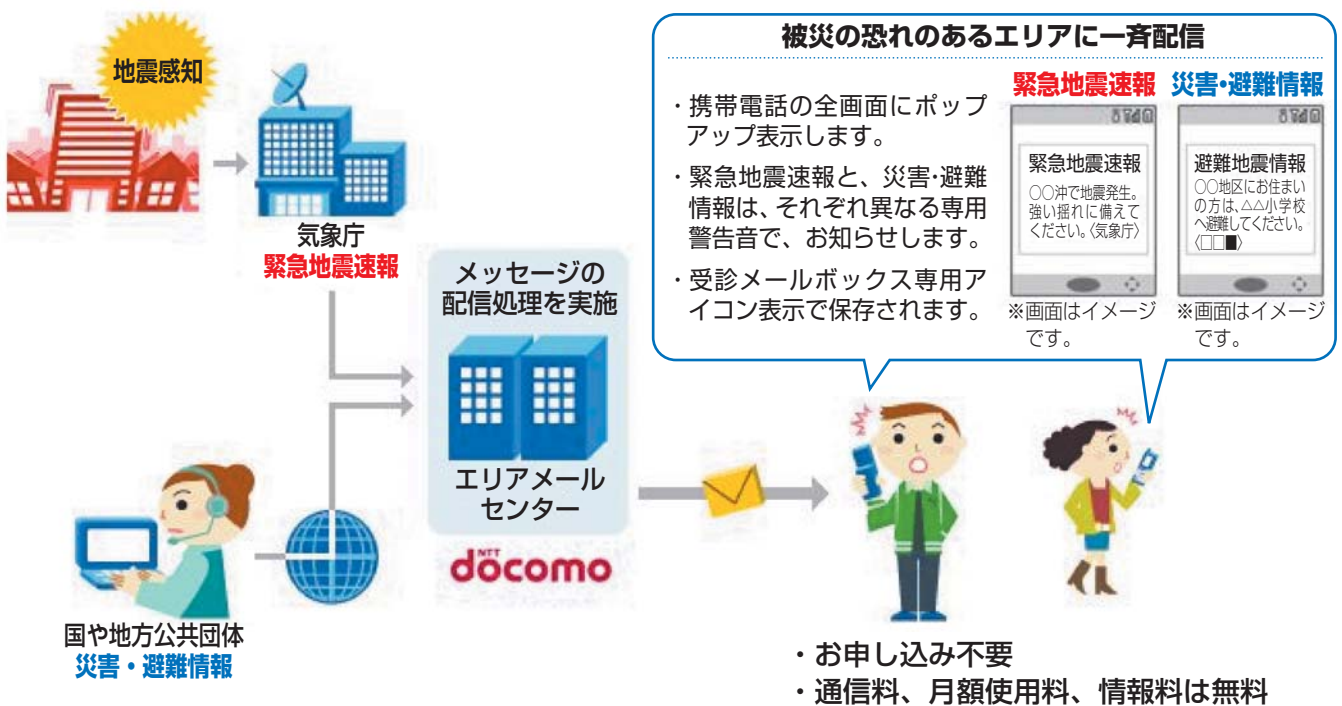 地震感知
気象庁
緊急地震速報
国や地方公共団体
災害・避難情報
メッセージの
配信処理を実施
エリアメール
センター
NTT
docomo
被災の恐れのあるエリアに一斉配信
・携帯電話の全画面にポップ
アップ表示します。
・緊急地震速報と、災害・避難
情報は、それぞれ異なる専用
警告音で、お知らせします。
・受診メールボックス専用ア
イコン表示で保存されます。
緊急地震速報
緊急地震速報
〇〇沖で地震発生。
強い揺れに備えて
ください。〈気象庁〉
※画面はイメージ
です。
災害・避難情報
避難地震情報
〇〇地区にお住まい
の方は、△△小学校
へ避難してください。
〈□□■〉
※画面はイメージ
です。
・お申し込み不要
・通信料、月額使用料、情報料は無料